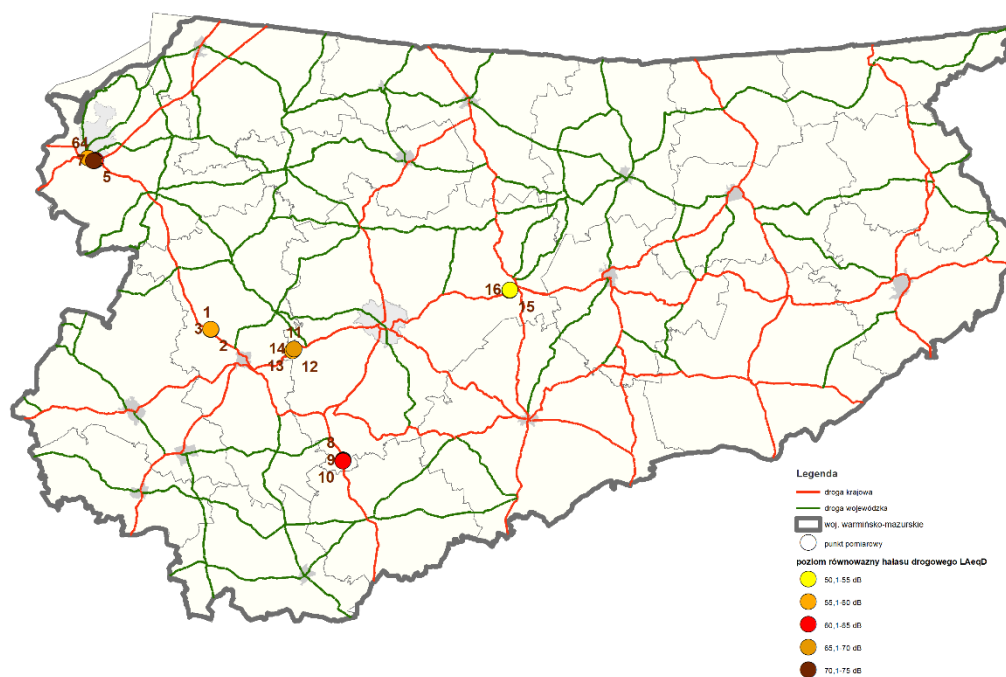 64
7
5
1
3
2
16
15
11
14
13
12
8
9
10
Legenda
droga krajowa
droga wojewódzka
woj. warmińsko-mazurskie
punkt pomiarowy
poziom równoważny hałasu drogowego LAeqD
50,1-55 dB
55,1-60 dB
60,1-65 dB
65,1-70 dB
70,1-75 dB